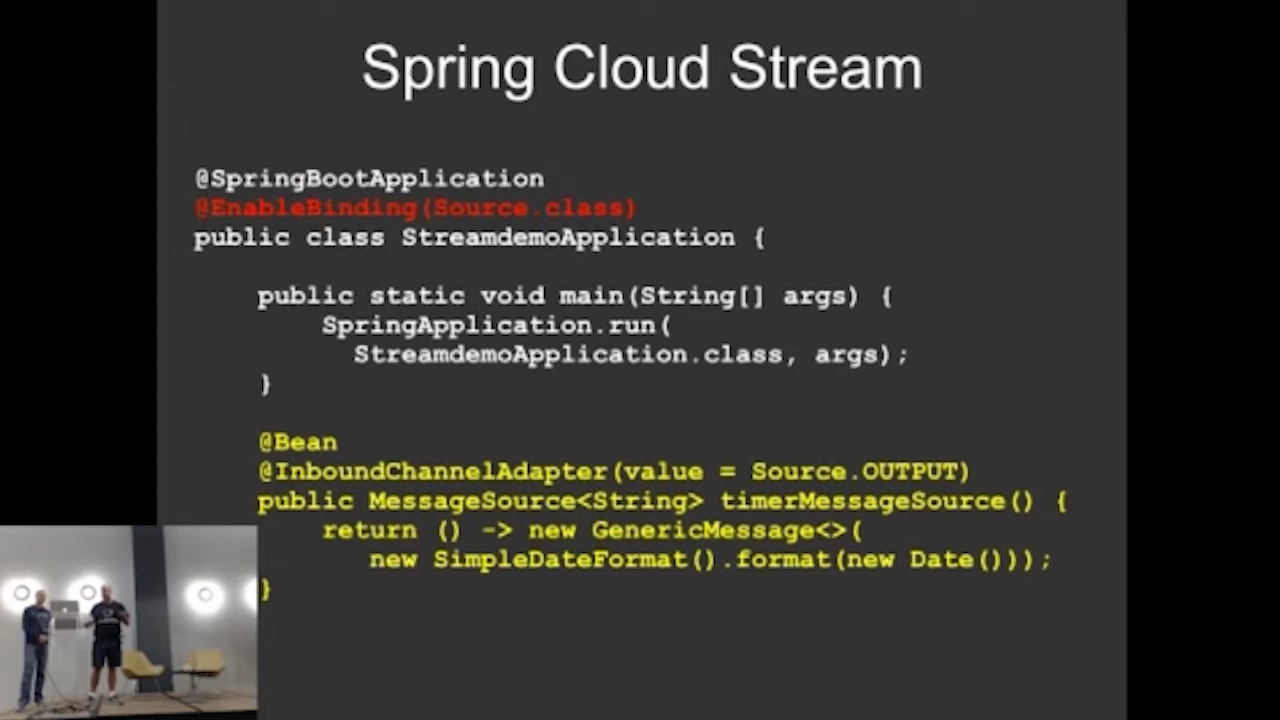 Spring Cloud Stream
@SpringBootApplication
@EnableBinding(Source.class)
public class StreamdemoApplication {
public static void main(String[] args) {
SpringApplication.run(
StreamdemoApplication.class, args);
}
@Bean
@InboundChannelAdapter(value = Source.OUTPUT)
public MessageSource<String> timerMessageSource() {
return () -> new GenericMessage<>(
new SimpleDateFormat().format(new Date()));
}